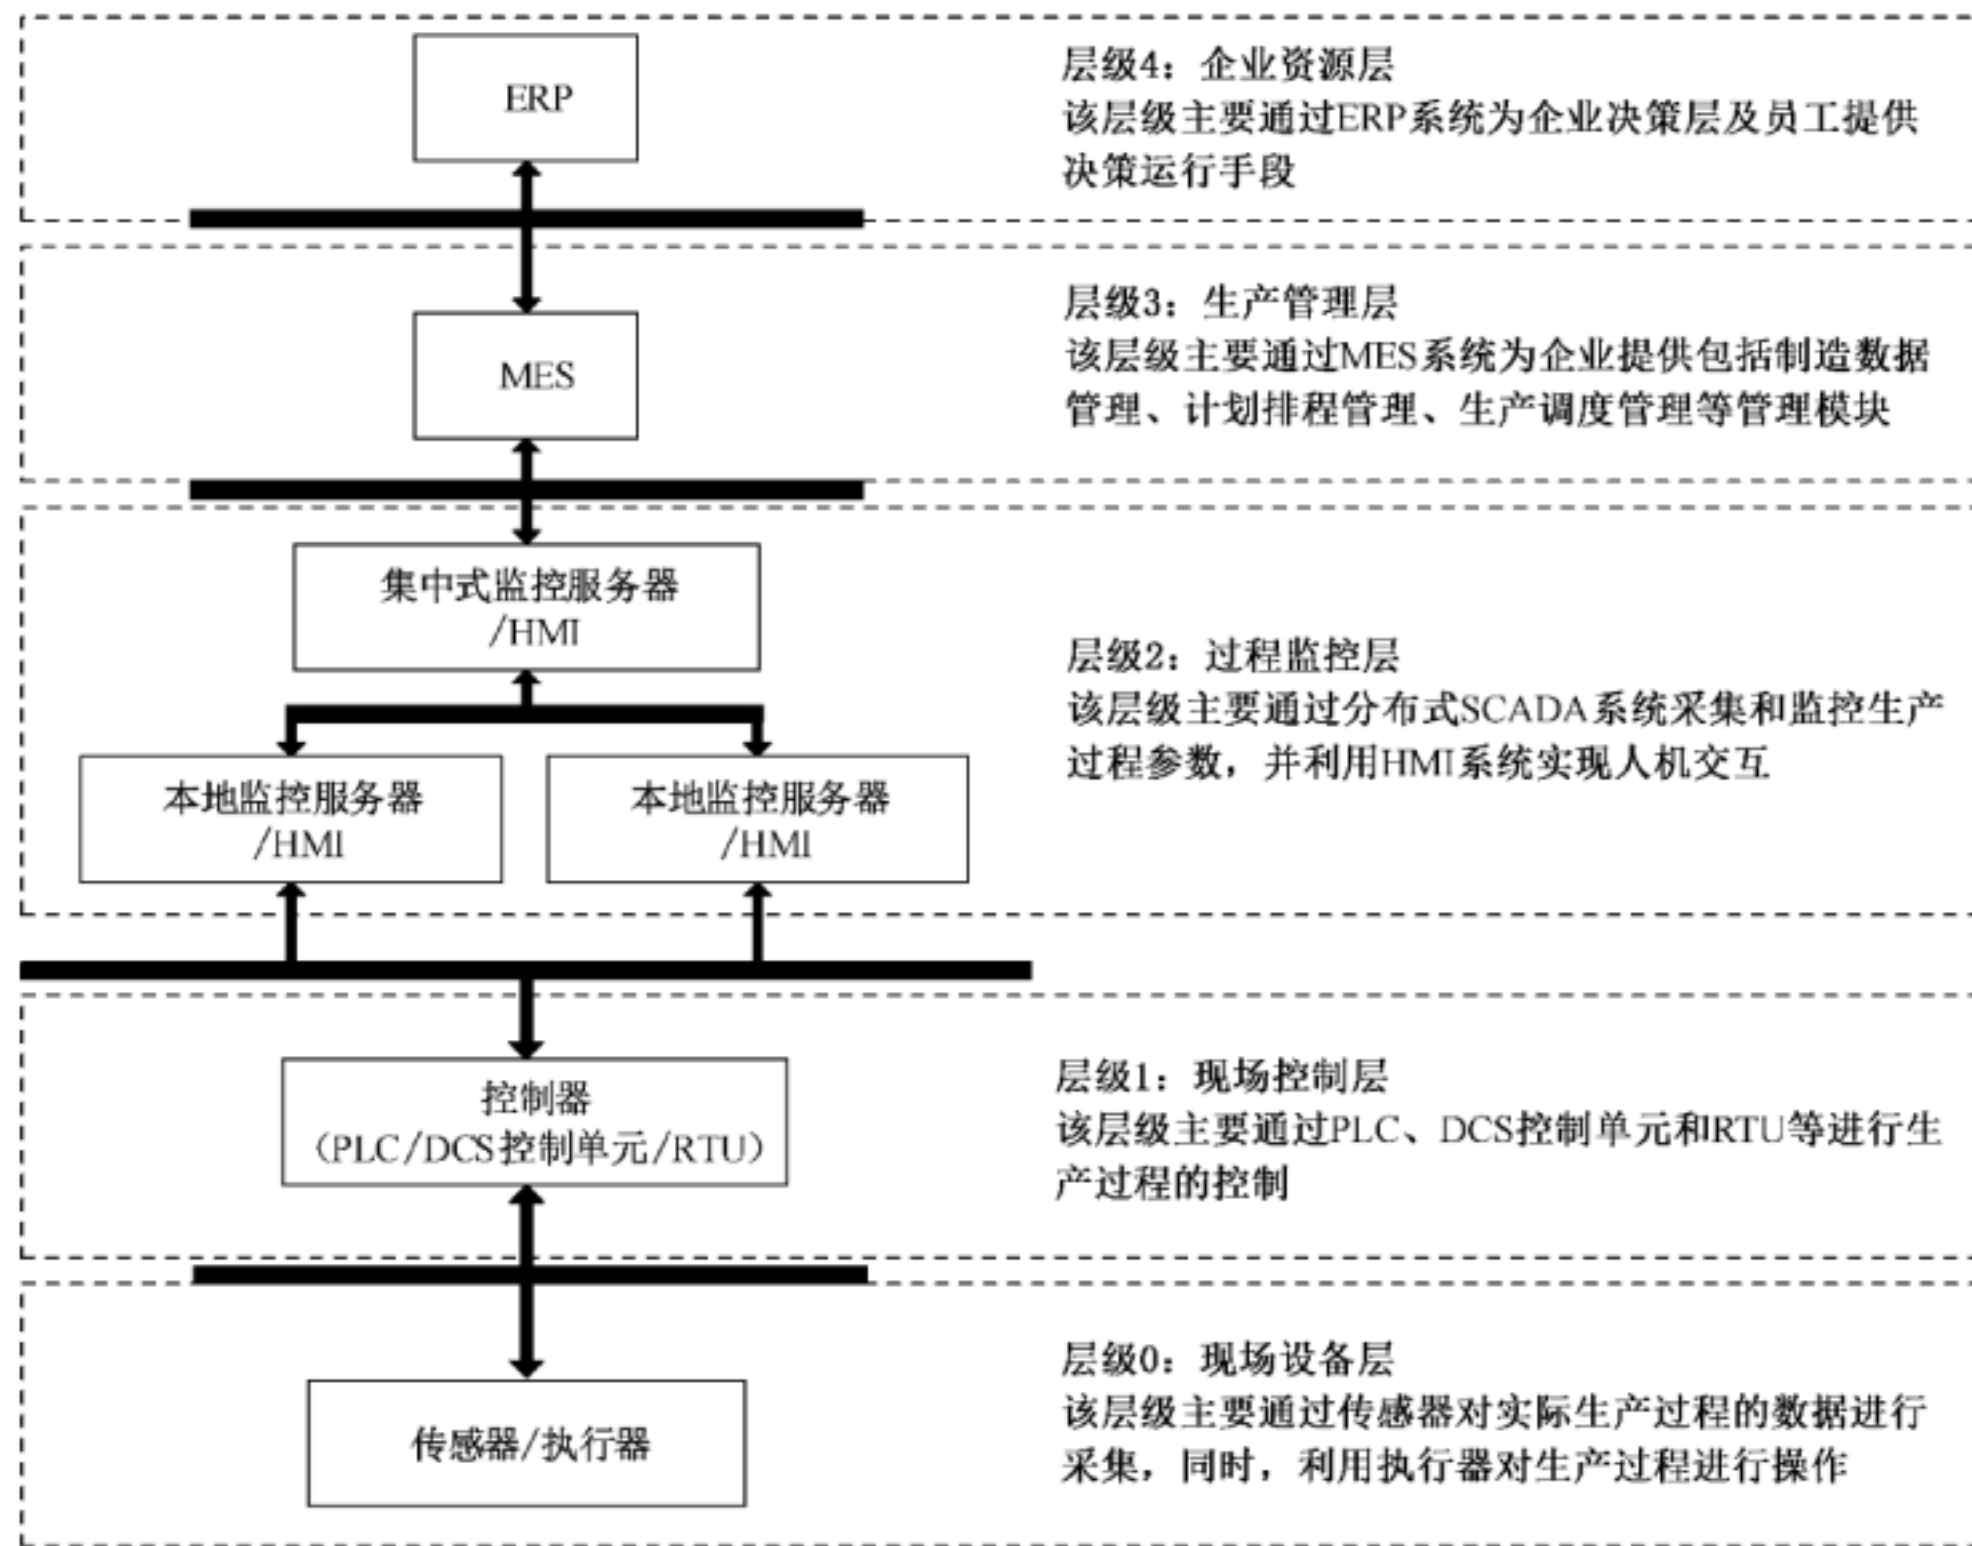 ERP
层级4：企业资源层
该层级主要通过ERP系统为企业决策层及员工提供
决策运行手段
MES
层级3：生产管理层
该层级主要通过MES系统为企业提供包括制造数据
管理、计划排程管理、生产调度管理等管理模块
集中式监控服务器
/HMI
本地监控服务器
/HMI
本地监控服务器
/HMI
层级2：过程监控层
该层级主要通过分布式SCADA系统采集和监控生产
过程参数，并利用HMI系统实现人机交互
控制器
（PLC/DCS控制单元/RTU）
层级1：现场控制层
该层级主要通过PLC、DCS控制单元和RTU等进行生
产过程的控制
传感器/执行器
层级0：现场设备层
该层级主要通过传感器对实际生产过程的数据进行
采集，同时，利用执行器对生产过程进行操作